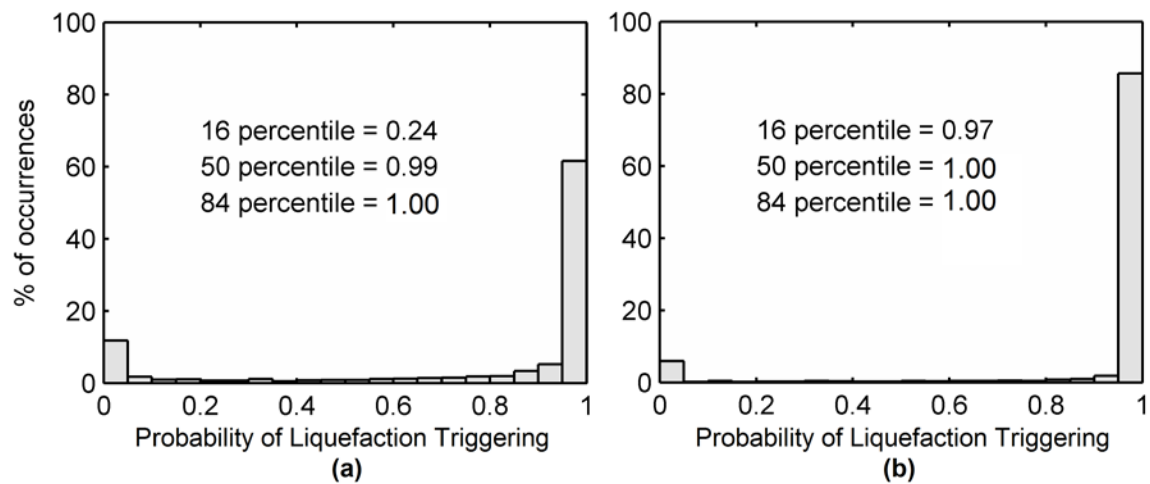 100
80
60
40
20
0
% of occurrences
16 percentile = 0.24
50 percentile = 0.99
84 percentile = 1.00
0 0.2 0.4 0.6 0.8 1
Probability of Liquefaction Triggering
(a)
100
80
60
40
20
0
16 percentile = 0.97
50 percentile = 1.00
84 percentile = 1.00
0 0.2 0.4 0.6 0.8 1
Probability of Liquefaction Triggering
(b)